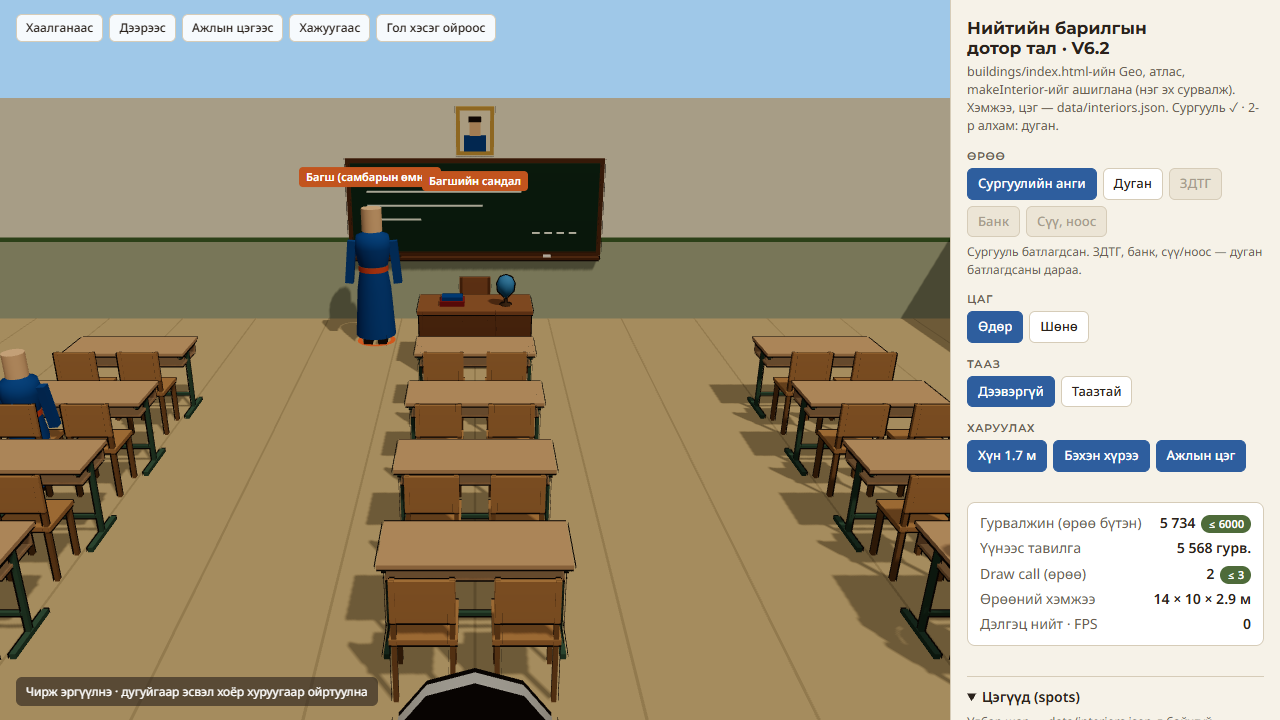 Хаалганаас
Дээрээс
Ажлын цэгээс
Хажуугаас
Гол хэсэг ойроос
Багш (самбарын өмн
Багшийн сандал
Чирж эргүүлнэ · дугуйгаар эсвэл хоёр хуруугаар ойртуулна
Нийтийн барилгын
дотор тал · V6.2
buildings/index.html-ийн Geo, атлас,
makeInterior-ийг ашиглана (нэг эх сурвалж).
Хэмжээ, цэг — data/interiors.json. Сургууль ✓ · 2-
р алхам: дуган.
ӨРӨӨ
Сургуулийн анги
Дуган
ЗДТГ
Банк
Сүү, ноос
Сургууль батлагдсан. ЗДТГ, банк, сүү/ноос — дуган
батлагдсаны дараа.
ЦАГ
Өдөр
Шөнө
ТААЗ
Дээвэргүй
Таазтай
ХАРУУЛАХ
Хүн 1.7 м
Бэхэн хүрээ
Ажлын цэг
Гурвалжин (өрөө бүтэн) 5 734 ≤ 6000
Үүнээс тавилга 5 568 гурв.
Draw call (өрөө) 2 ≤ 3
Өрөөний хэмжээ 14 × 10 × 2.9 м
Дэлгэц нийт · FPS 0
▼ Цэгүүд (spots)